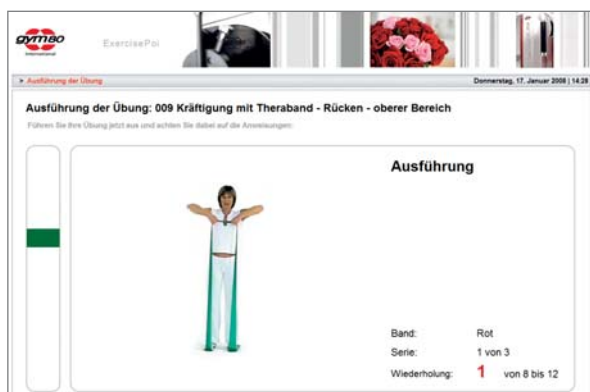 gym80
International
ExercisePoi
> Ausführung der Übung
Donnerstag, 17. Januar 2008 | 14:28
Ausführung der Übung: 009 Kräftigung mit Theraband - Rücken - oberer Bereich
Führen Sie Ihre Übung jetzt aus und achten Sie dabei auf die Anweisungen:
Ausführung
Band: Rot
Serie: 1 von 3
Wiederholung: 1 von 8 bis 12